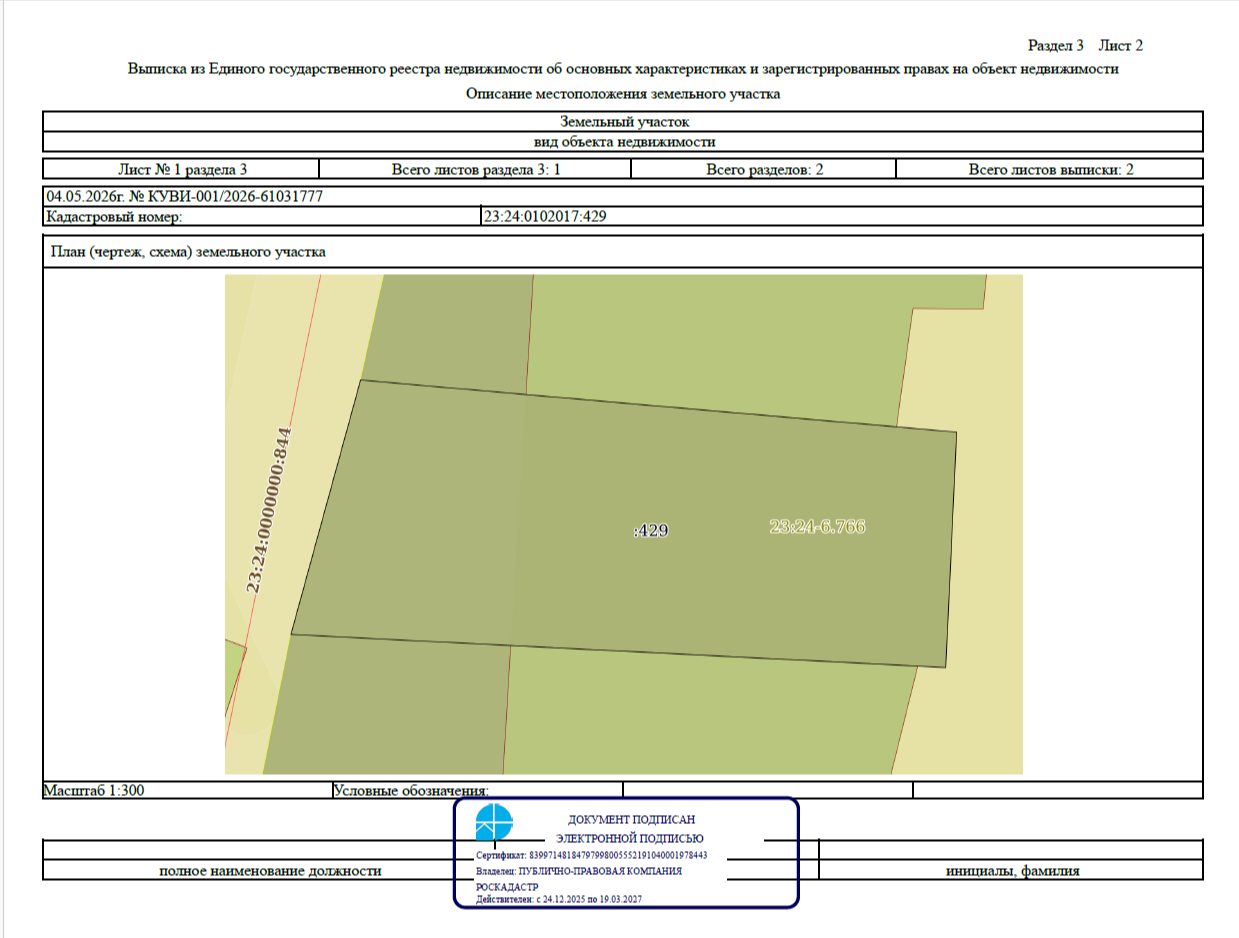 Раздел 3 Лист 2
Выписка из Единого государственного реестра недвижимости об основных характеристиках и зарегистрированных правах на объект недвижимости
Описание местоположения земельного участка
Земельный участок
вид объекта недвижимости
Лист № 1 раздела 3 Всего листов раздела 3: 1 Всего разделов: 2 Всего листов выписки: 2
04.05.2026г. № КУВИ-001/2026-61031777
Кадастровый номер: 23:24:0102017:429
План (чертеж, схема) земельного участка
23:24:0000000:844
:429
23:24-6.766
Масштаб 1:300 Условные обозначения:
ДОКУМЕНТ ПОДПИСАН
ЭЛЕКТРОННОЙ ПОДПИСЬЮ
Сертификат: 83997148184797998005552191040001978443
Владелец: ПУБЛИЧНО-ПРАВОВАЯ КОМПАНИЯ
РОСКАДАСТР
Действителен: с 24.12.2025 по 19.03.2027
полное наименование должности инициалы, фамилия